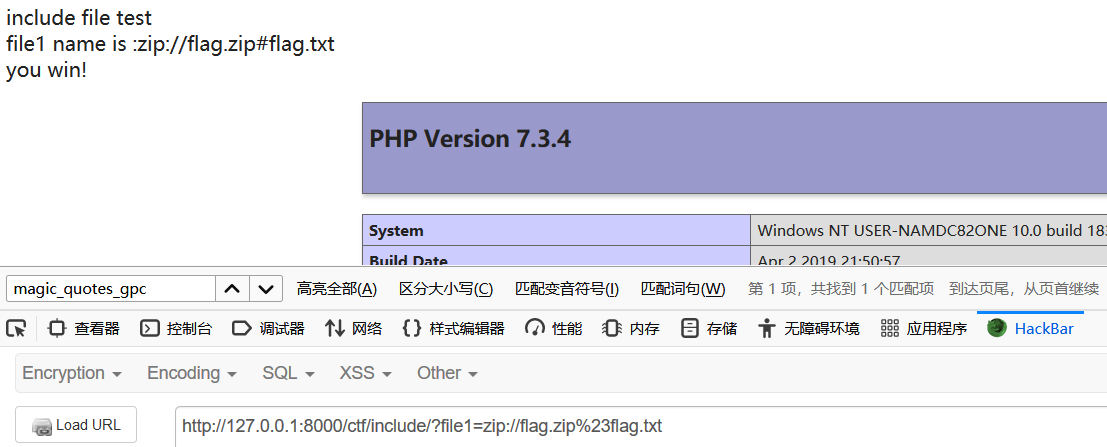 include file test
file1 name is :zip://flag.zip#flag.txt
you win!
PHP Version 7.3.4
System Windows NT USER-NAMDC82ONE 10.0 build 18
Build Date Apr 2 2019 21:50:57
magic_quotes_gpc 高亮全部(A) 区分大小写(C) 匹配变音符号(I) 匹配词句(W) 第 1 项，共找到 1 个匹配项 到达页尾，从页首继续
查看器 控制台 调试器 网络 样式编辑器 性能 内存 存储 无障碍环境 应用程序 HackBar
Encryption Encoding SQL XSS Other
Load URL http://127.0.0.1:8000/ctf/include/?file1=zip://flag.zip%23flag.txt